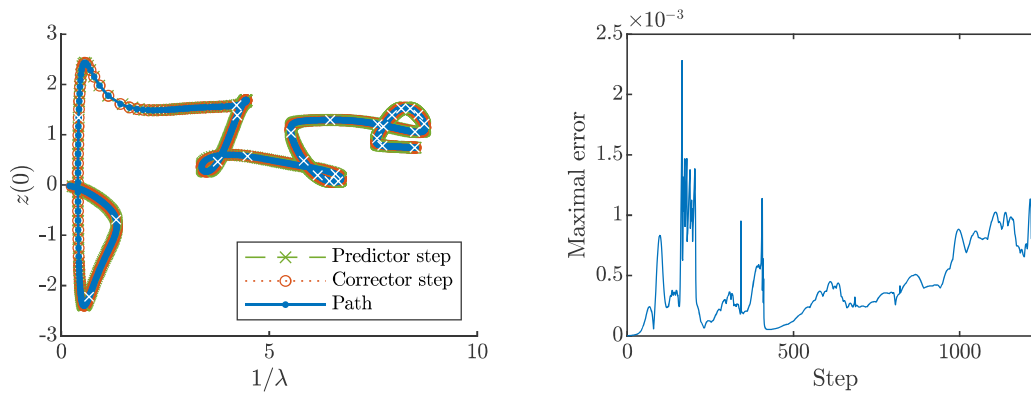 3
2
1
0
-1
-2
-3
z(0)
0
5
10
1/λ
Predictor step
Corrector step
Path
×10⁻³
2.5
2
1.5
1
0.5
0
Maximal error
0
500
1000
Step